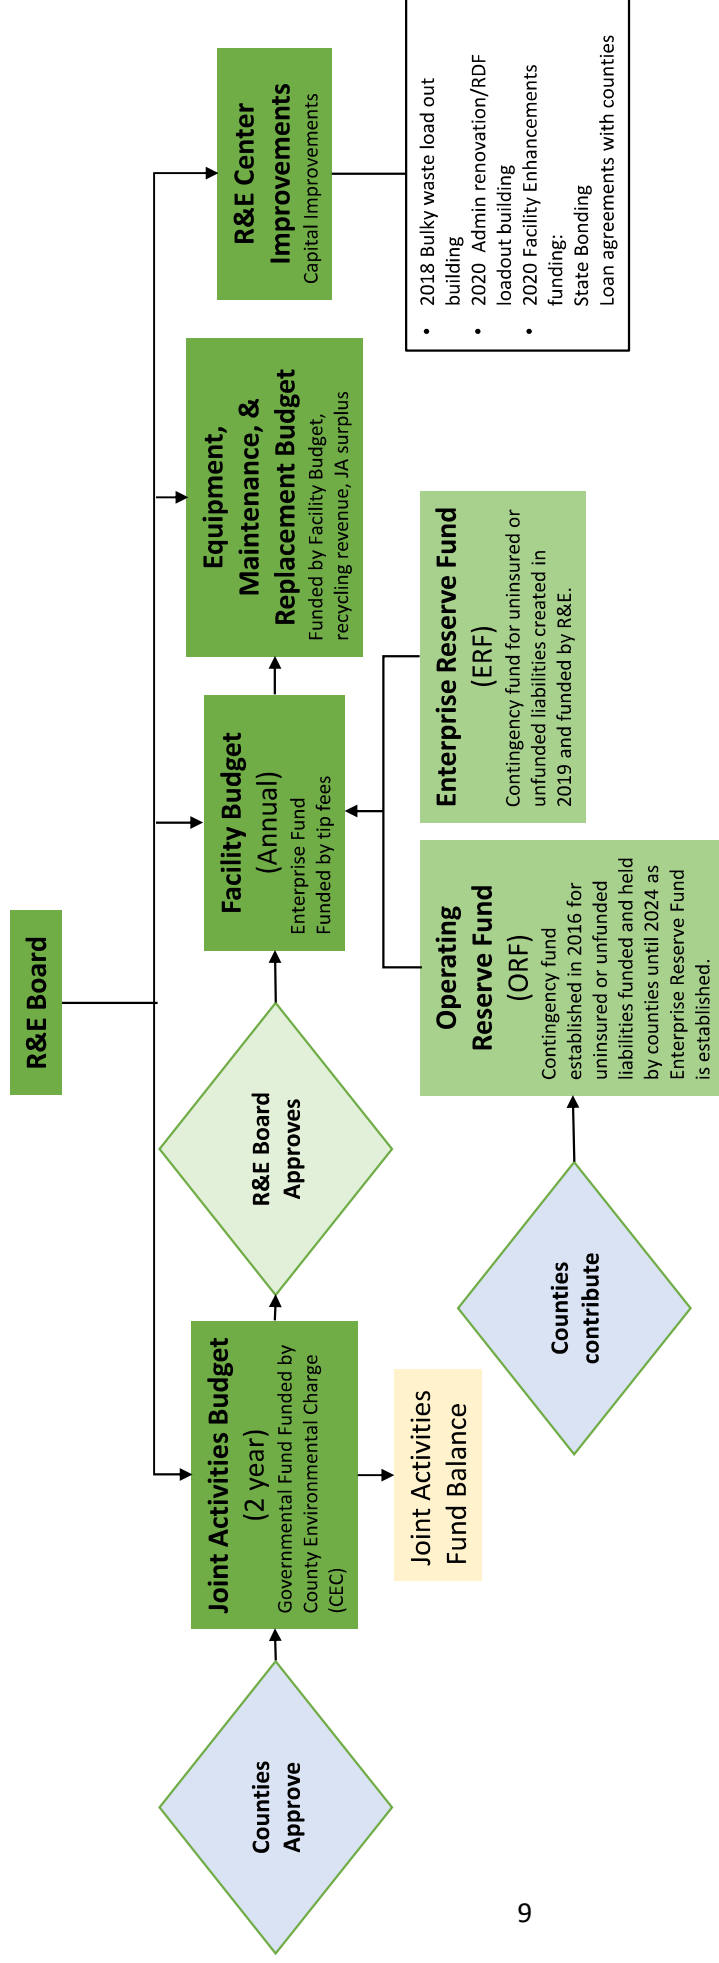 R&E Board
Counties
Approve
Joint Activities Budget
(2 year)
Governmental Fund Funded by
County Environmental Charge
(CEC)
Joint Activities
Fund Balance
R&E Board
Approves
Facility Budget
(Annual)
Enterprise Fund
Funded by tip fees
Equipment,
Maintenance, &
Replacement Budget
Funded by Facility Budget,
recycling revenue, JA surplus
R&E Center
Improvements
Capital Improvements
Counties
contribute
Operating
Reserve Fund
(ORF)
Contingency fund
established in 2016 for
uninsured or unfunded
liabilities funded and held
by counties until 2024 as
Enterprise Reserve Fund
is established.
Enterprise Reserve Fund
(ERF)
Contingency fund for uninsured or
unfunded liabilities created in
2019 and funded by R&E.
• 2018 Bulky waste load out
building
• 2020 Admin renovation/RDF
loadout building
• 2020 Facility Enhancements
funding:
State Bonding
Loan agreements with counties
9